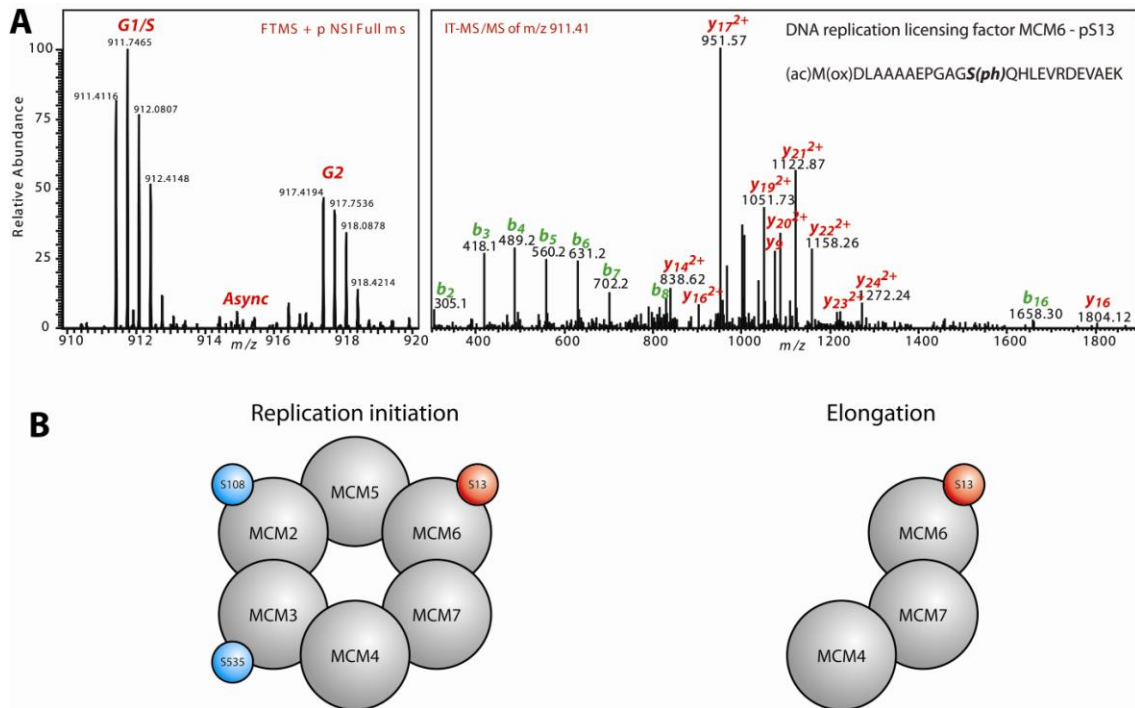 A
G1/S
911.7465
911.4116
912.0807
912.4148
FTMS + p NSI Full ms
G2
917.4194
917.7536
918.0878
918.4214
Async
Relative Abundance
100
75
50
25
0
910 912 914 916 918 920
m/z
IT-MS/MS of m/z 911.41
y17 2+
951.57
DNA replication licensing factor MCM6 - pS13
(ac)M(ox)DLAAAAEPGAGS(ph)QHLEVRDEVAEK
y21 2+
1122.87
y19 2+
1051.73
y20 2+
y9
y22 2+
1158.26
b2
305.1
b3
418.1
b4
489.2
b5
560.2
b6
631.2
b7
702.2
b8
y14 2+
838.62
y16 2+
y23 2+
y24 2+
1272.24
b16
1658.30
y16
1804.12
400 600 800 1000 1200 1400 1600 1800
m/z
B
Replication initiation
S108
MCM5
S13
MCM2
MCM6
MCM3
MCM7
S535
MCM4
Elongation
S13
MCM6
MCM7
MCM4